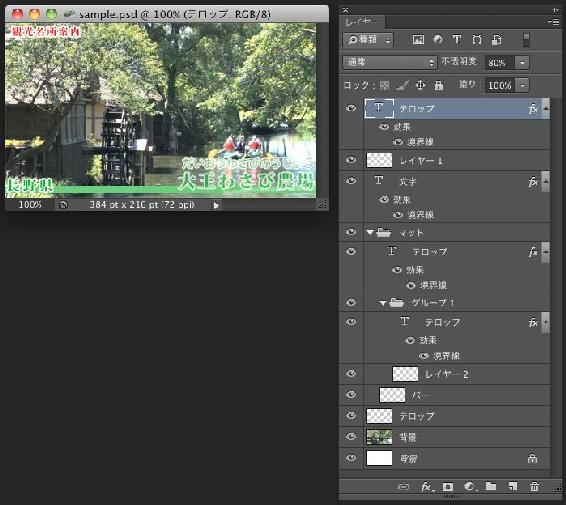 sample.psd @ 100% (テロップ, RGB/8)
観光名所案内
だいおうわさびのうじょう
長野県
大王わさび農場
100%
384 pt x 216 pt (72 ppi)
レイヤー
種類
通常
不透明度:
80%
ロック:
塗り:
100%
テロップ
fx
効果
境界線
レイヤー 1
文字
fx
効果
境界線
マット
テロップ
fx
効果
境界線
グループ 1
テロップ
fx
効果
境界線
レイヤー 2
バー
テロップ
背景
背景
fx